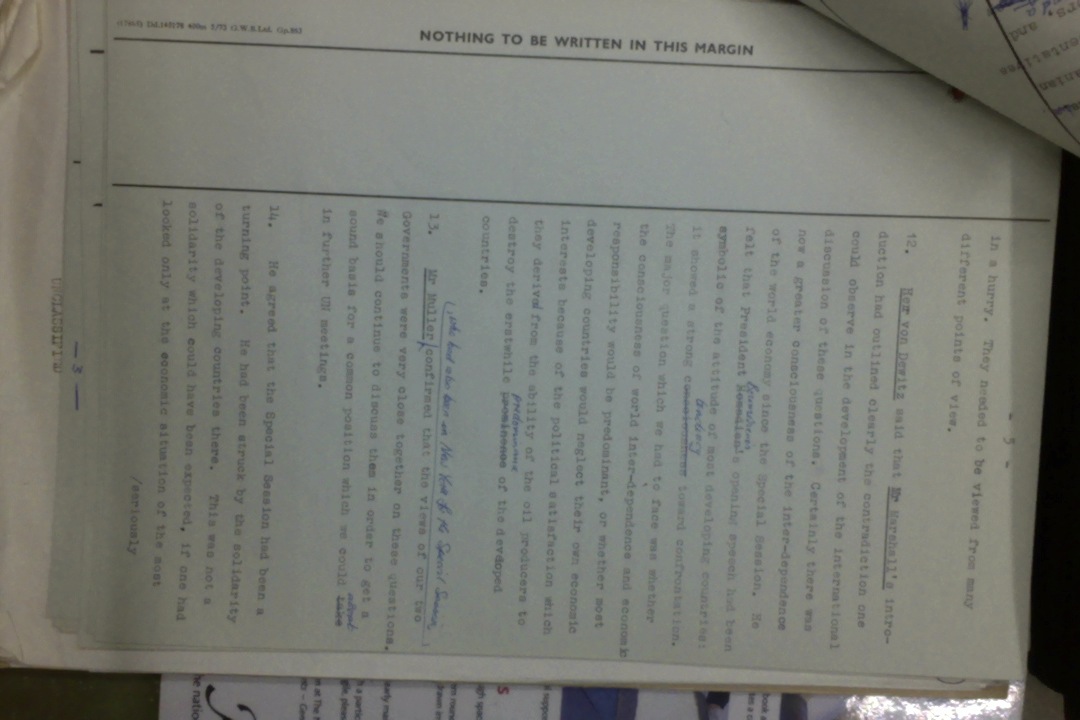 - 5 -
in a hurry. They needed to be viewed from many
different points of view.
12. Herr von Dewitz said that Mr Marshall's intro-
duction had outlined clearly the contradiction one
could observe in the development of the international
discussion of these questions. Certainly there was
now a greater consciousness of the inter-dependence
of the world economy since the Special Session. He
felt that President Boumediene's opening speech had been
symbolic of the attitude of most developing countries:
it showed a strong tendency toward confrontation.
The major question which we had to face was whether
the consciousness of world inter-dependence and economic
responsibility would be predominant, or whether most
developing countries would neglect their own economic
interests because of the political satisfaction which
they derived from the ability of the oil producers to
destroy the erstwhile prominence predominance of the developed
countries.
(who had also been in New York for the Special Session)
13. Mr Muller confirmed that the views of our two
Governments were very close together on these questions.
We should continue to discuss them in order to get a
sound basis for a common position which we could take adopt
in further UN meetings.
14. He agreed that the Special Session had been a
turning point. He had been struck by the solidarity
of the developing countries there. This was not a
solidarity which could have been expected, if one had
looked only at the economic situation of the most
/seriously
NOTHING TO BE WRITTEN IN THIS MARGIN
- 3 -
UNCLASSIFIED